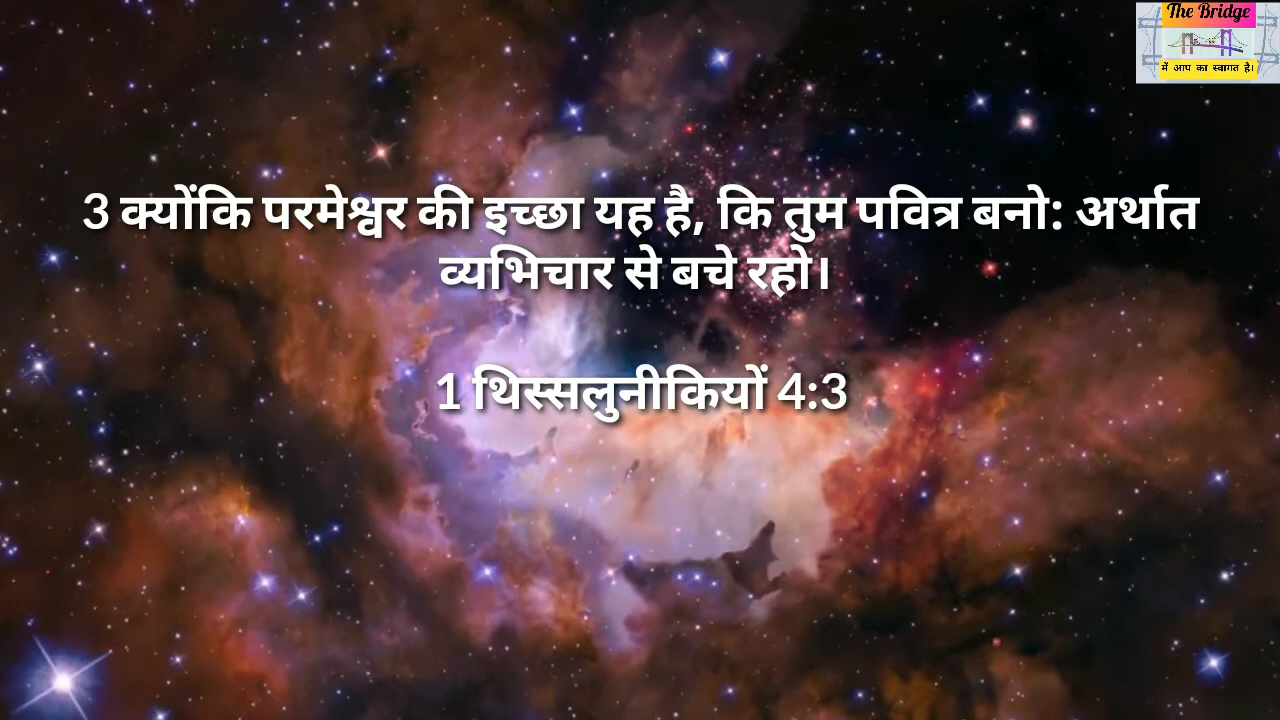 The Bridge
में आप का स्वागत है।
3 क्योंकि परमेश्वर की इच्छा यह है, कि तुम पवित्र बनो: अर्थात
व्यभिचार से बचे रहो।
1 थिस्सलुनीकियों 4:3